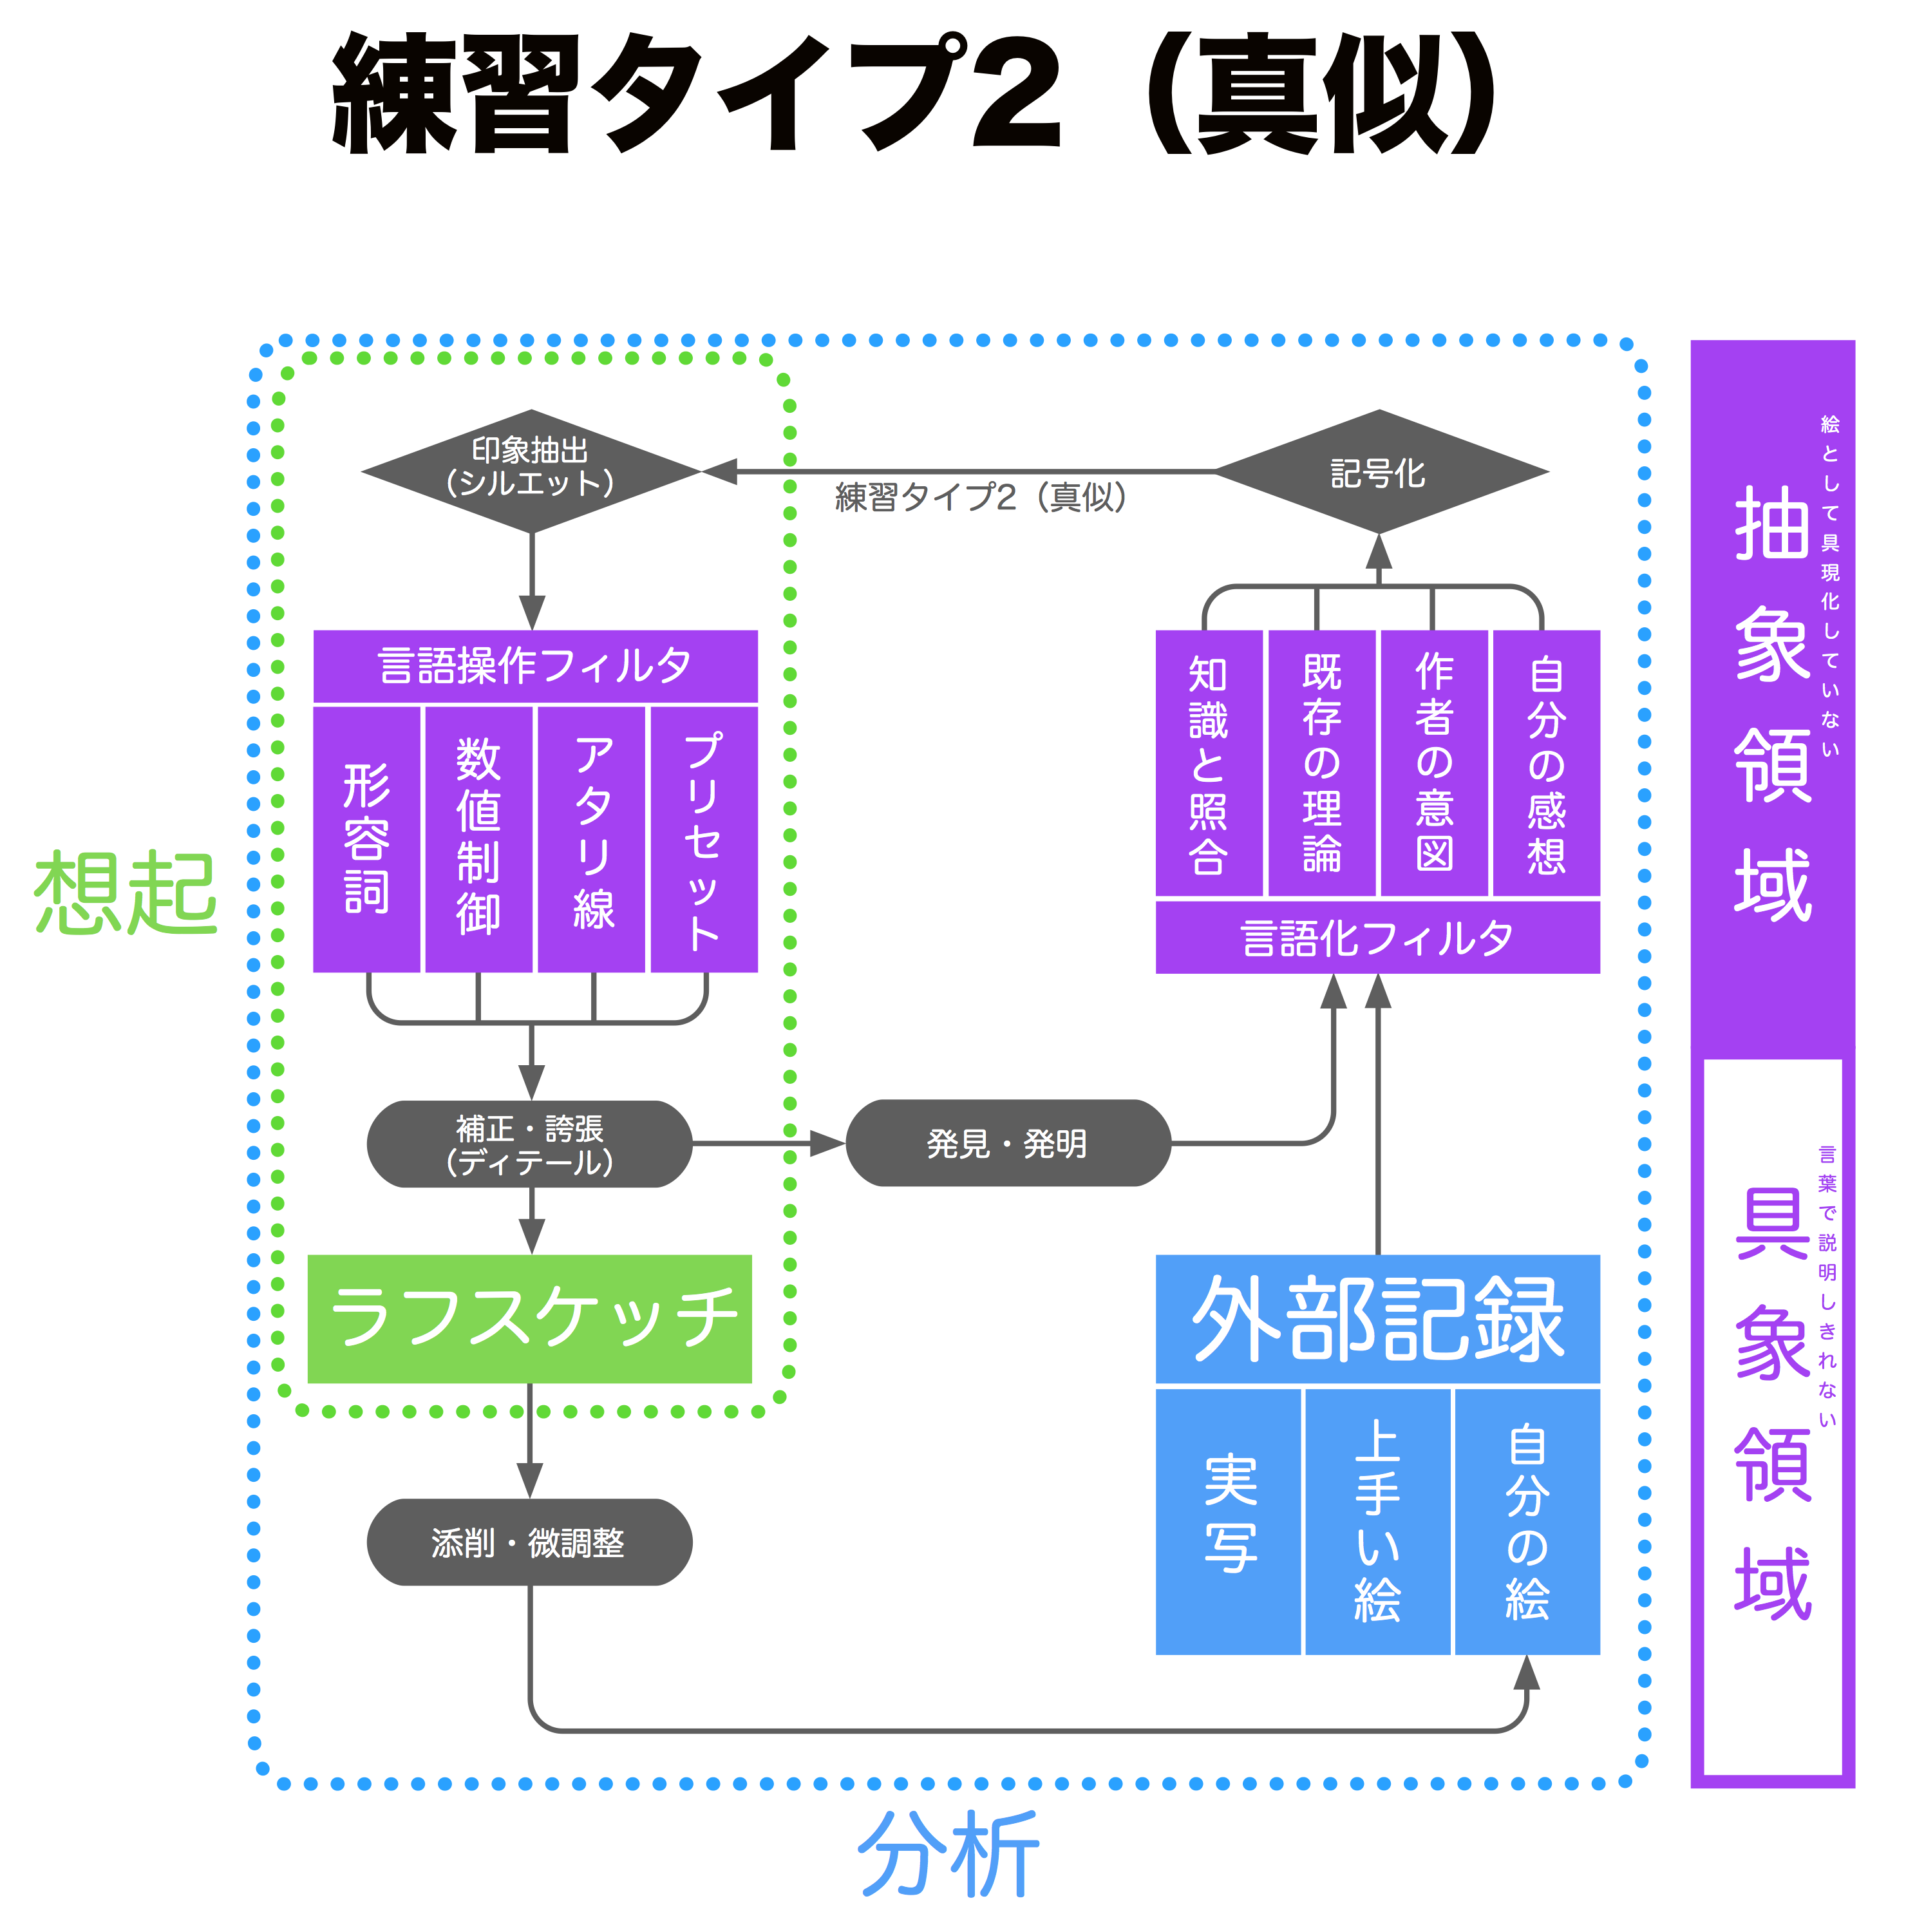 練習タイプ2（真似）
印象抽出
（シルエット）
記号化
練習タイプ2（真似）
言語操作フィルタ
形容詞
数値制御
アタリ線
プリセット
知識と照合
既存の理論
作者の意図
自分の感想
言語化フィルタ
想起
補正・誇張
（ディテール）
発見・発明
ラフスケッチ
外部記録
実写
上手い絵
自分の絵
添削・微調整
分析
絵として具現化していない
抽象領域
言葉で説明しきれない
具象領域